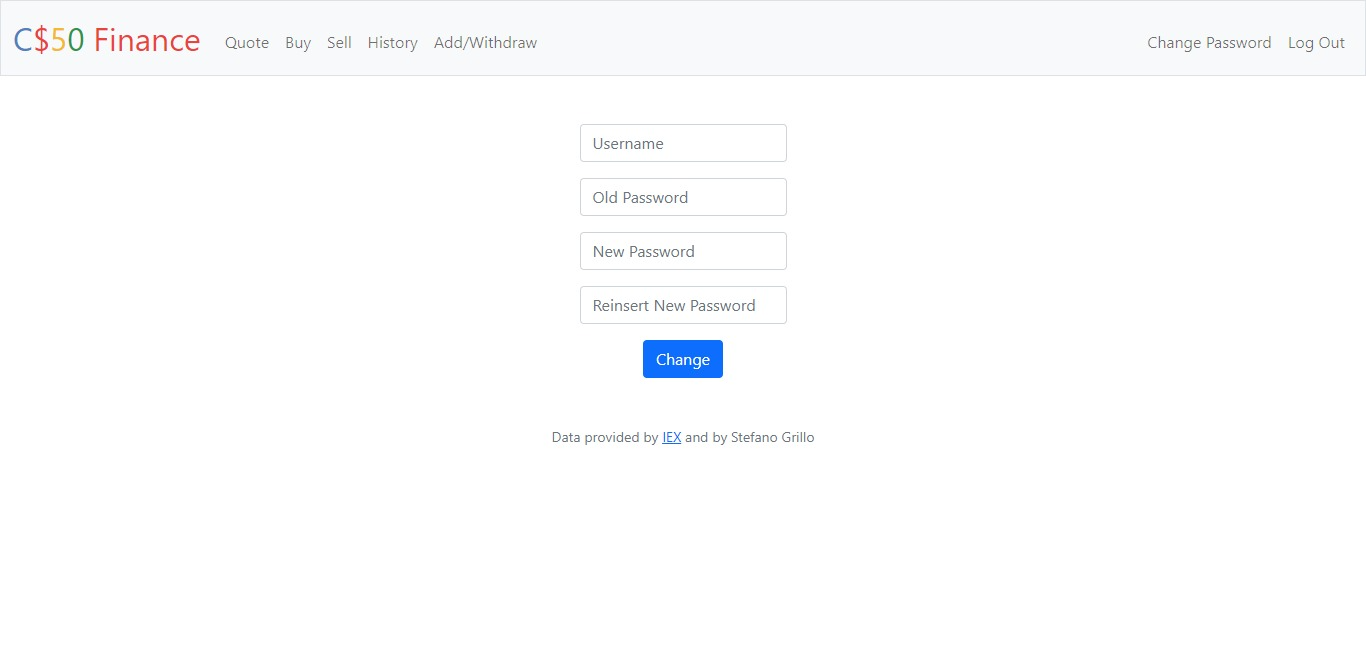 C$50 Finance Quote Buy Sell History Add/Withdraw Change Password Log Out
Username
Old Password
New Password
Reinsert New Password
Change
Data provided by IEX and by Stefano Grillo